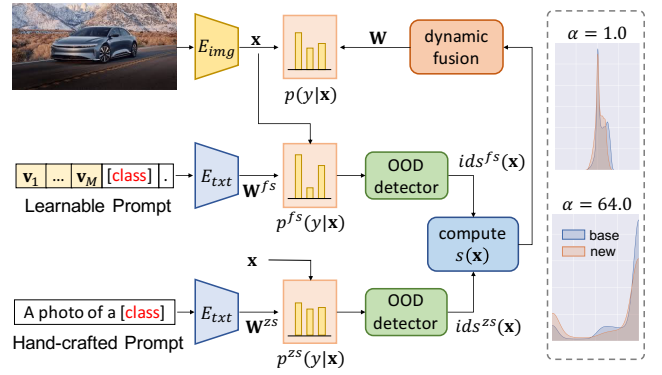 E_img
x
W
dynamic
fusion
p(y|x)
α = 1.0
v_1 ... v_M [class] .
Learnable Prompt
E_txt
W^fs
p^fs(y|x)
OOD
detector
ids^fs(x)
compute
s(x)
α = 64.0
base
new
x
A photo of a [class]
Hand-crafted Prompt
E_txt
W^zs
p^zs(y|x)
OOD
detector
ids^zs(x)